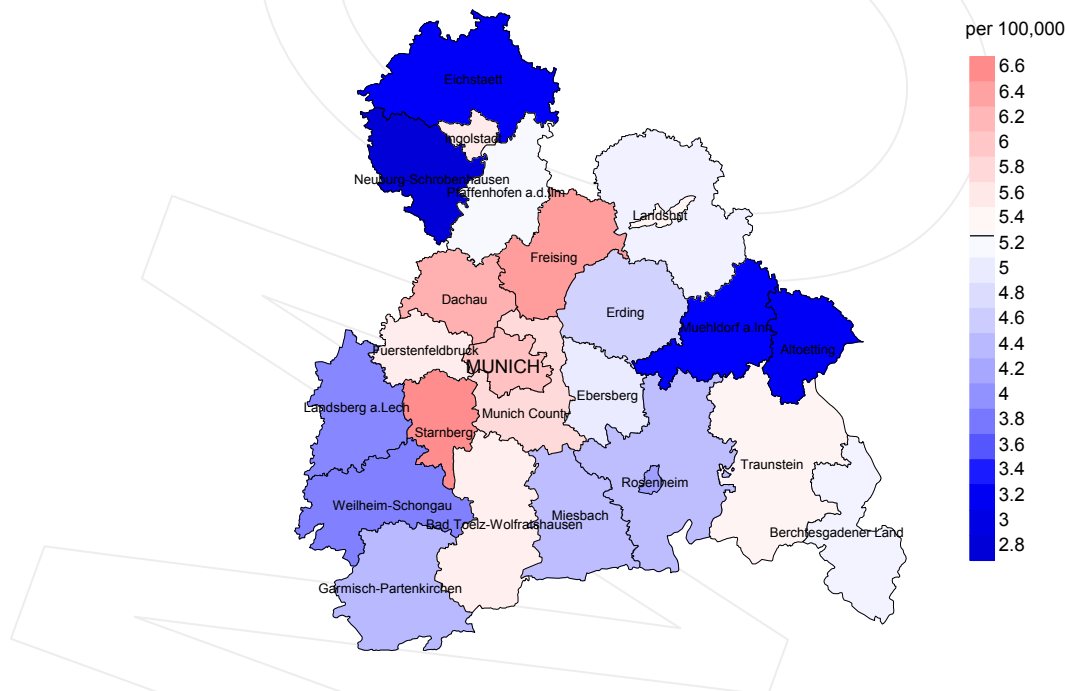 per 100,000
6.6
6.4
6.2
6
5.8
5.6
5.4
5.2
5
4.8
4.6
4.4
4.2
4
3.8
3.6
3.4
3.2
3
2.8
Eichstaett
Ingolstadt
Neuburg-Schrobenhausen
Pfaffenhofen a.d.Ilm
Landshut
Freising
Dachau
Erding
Muehldorf a.Inn
Altoetting
Fuerstenfeldbruck
MUNICH
Ebersberg
Landsberg a.Lech
Munich County
Starnberg
Traunstein
Rosenheim
Weilheim-Schongau
Miesbach
Bad Toelz-Wolfratshausen
Berchtesgadener Land
Garmisch-Partenkirchen